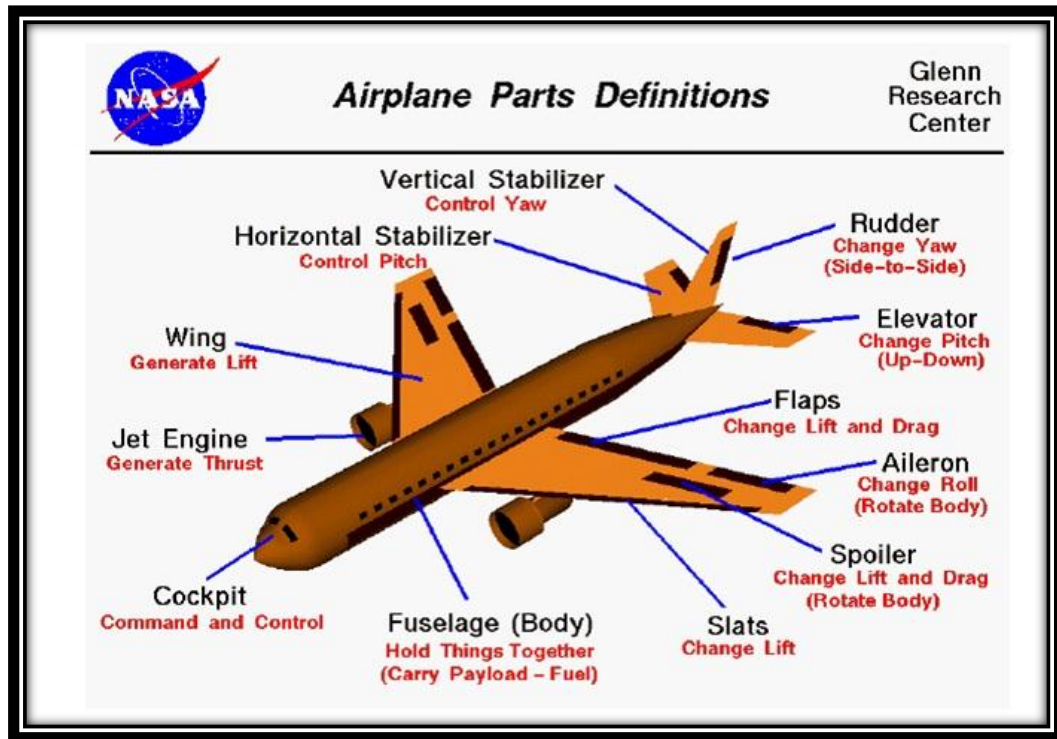 NASA
Airplane Parts Definitions
Glenn
Research
Center
Vertical Stabilizer
Control Yaw
Horizontal Stabilizer
Control Pitch
Rudder
Change Yaw
(Side-to-Side)
Wing
Generate Lift
Elevator
Change Pitch
(Up-Down)
Flaps
Change Lift and Drag
Jet Engine
Generate Thrust
Aileron
Change Roll
(Rotate Body)
Spoiler
Change Lift and Drag
(Rotate Body)
Cockpit
Command and Control
Fuselage (Body)
Hold Things Together
(Carry Payload - Fuel)
Slats
Change Lift